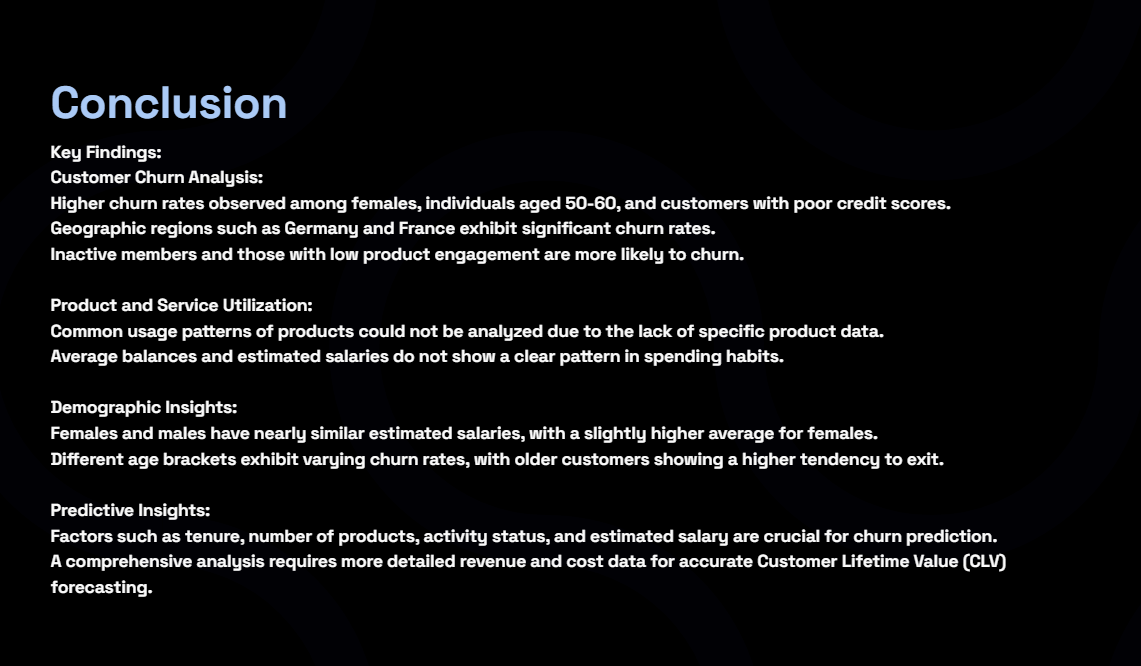 Conclusion
Key Findings:
Customer Churn Analysis:
Higher churn rates observed among females, individuals aged 50-60, and customers with poor credit scores.
Geographic regions such as Germany and France exhibit significant churn rates.
Inactive members and those with low product engagement are more likely to churn.
Product and Service Utilization:
Common usage patterns of products could not be analyzed due to the lack of specific product data.
Average balances and estimated salaries do not show a clear pattern in spending habits.
Demographic Insights:
Females and males have nearly similar estimated salaries, with a slightly higher average for females.
Different age brackets exhibit varying churn rates, with older customers showing a higher tendency to exit.
Predictive Insights:
Factors such as tenure, number of products, activity status, and estimated salary are crucial for churn prediction.
A comprehensive analysis requires more detailed revenue and cost data for accurate Customer Lifetime Value (CLV)
forecasting.